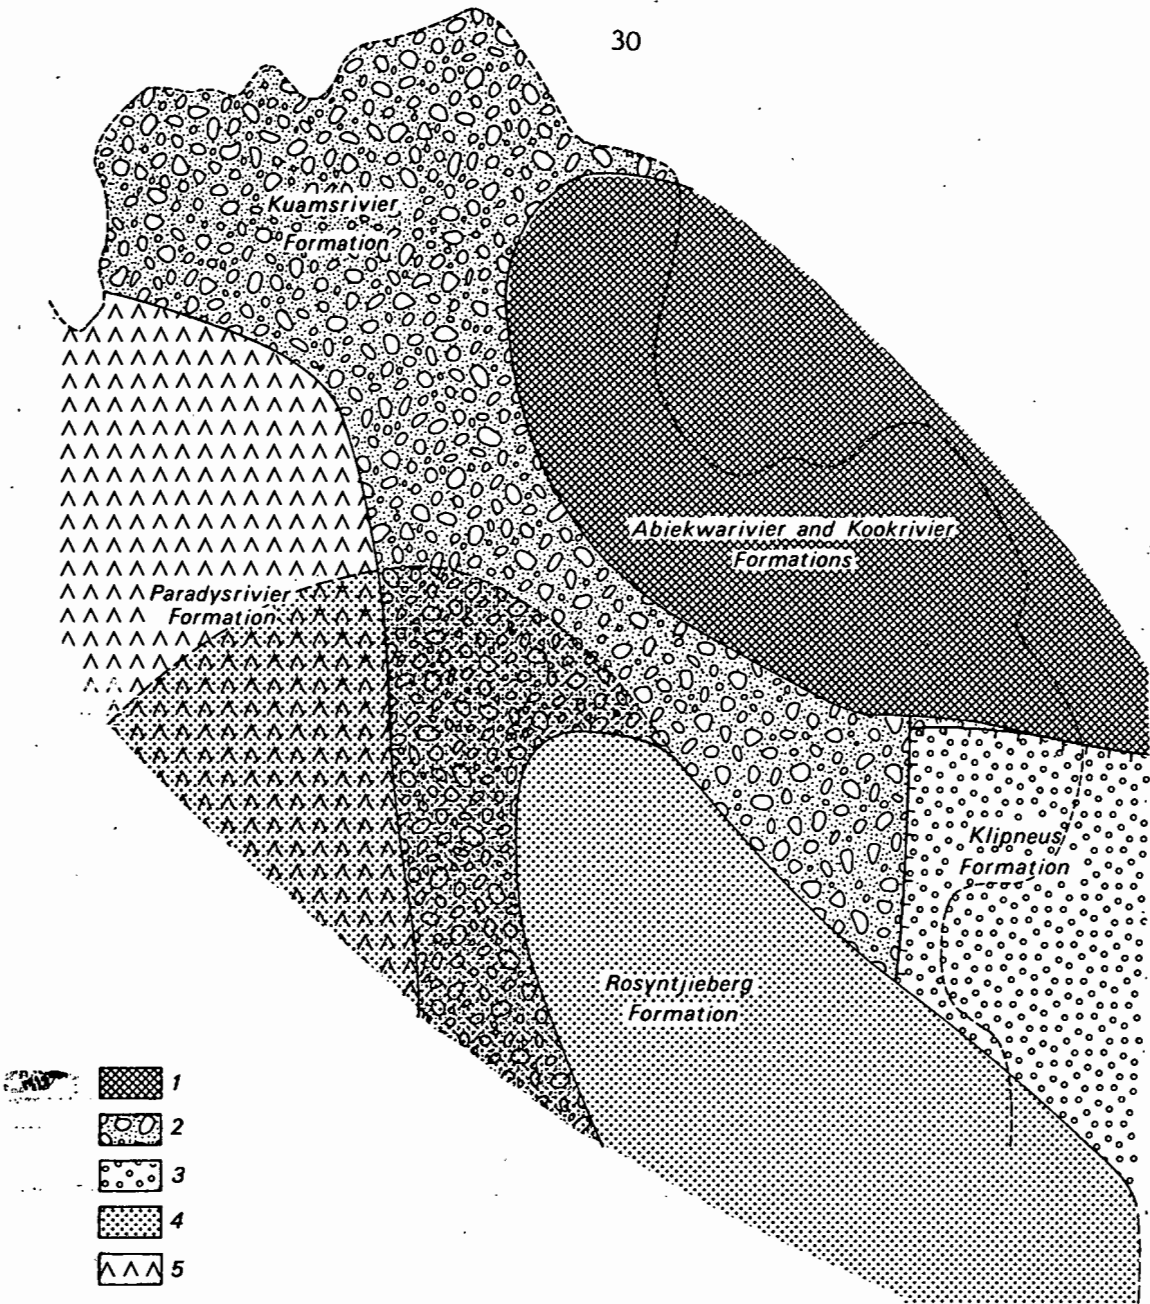 30
Kuamsrivier
Formation
Abiekwarivier and Kookrivier
Formations
Paradysrivier
Formation
Klipneus
Formation
Rosyntjieberg
Formation
1
2
3
4
5